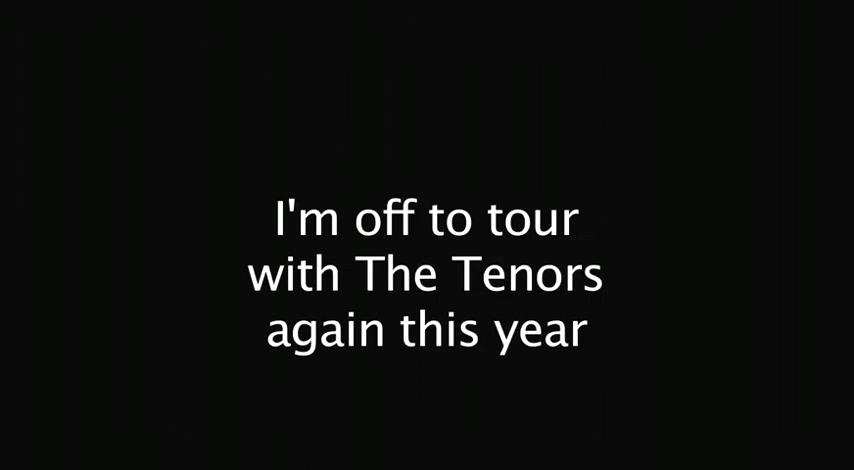 I'm off to tour
with The Tenors
again this year